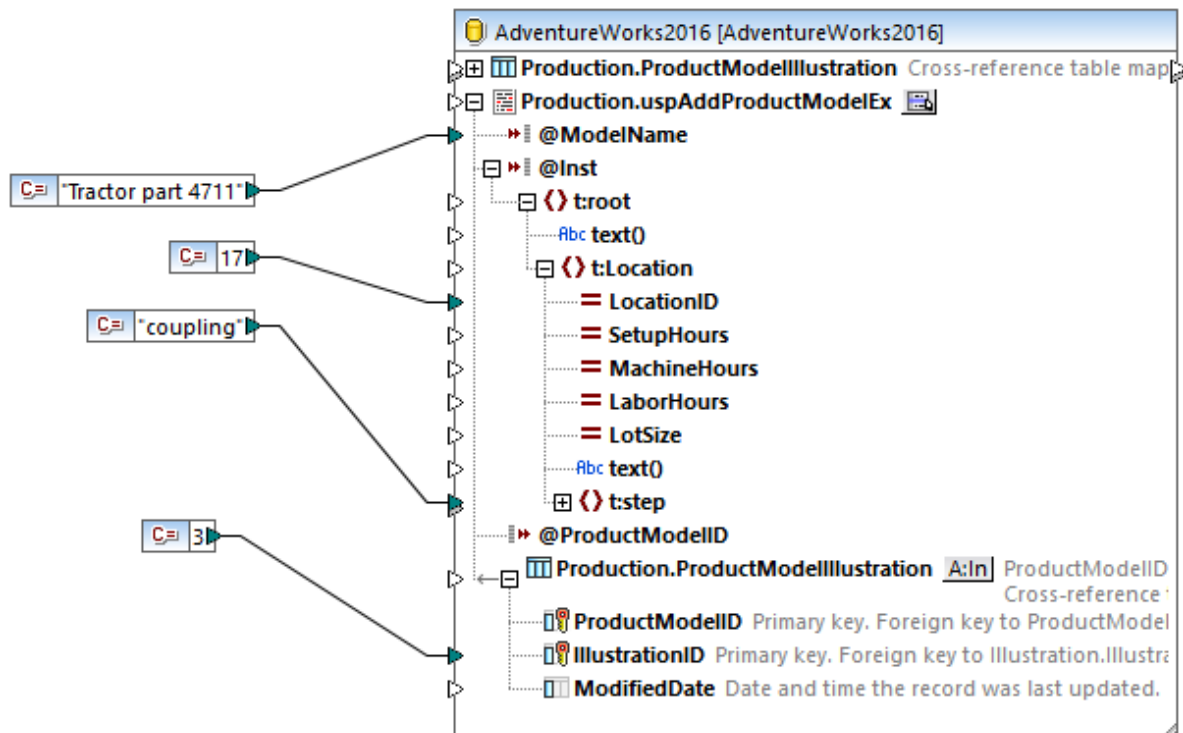 AdventureWorks2016 [AdventureWorks2016]
Production.ProductModelIllustration Cross-reference table map
Production.uspAddProductModelEx
@ModelName
@Inst
C= "Tractor part 4711"
t:root
Abc text()
C= 17
t:Location
LocationID
C= "coupling"
SetupHours
MachineHours
LaborHours
LotSize
Abc text()
t:step
C= 3
@ProductModelID
Production.ProductModelIllustration A:In ProductModelID
Cross-reference
ProductModelID Primary key. Foreign key to ProductModel
IllustrationID Primary key. Foreign key to Illustration.Illustra
ModifiedDate Date and time the record was last updated.